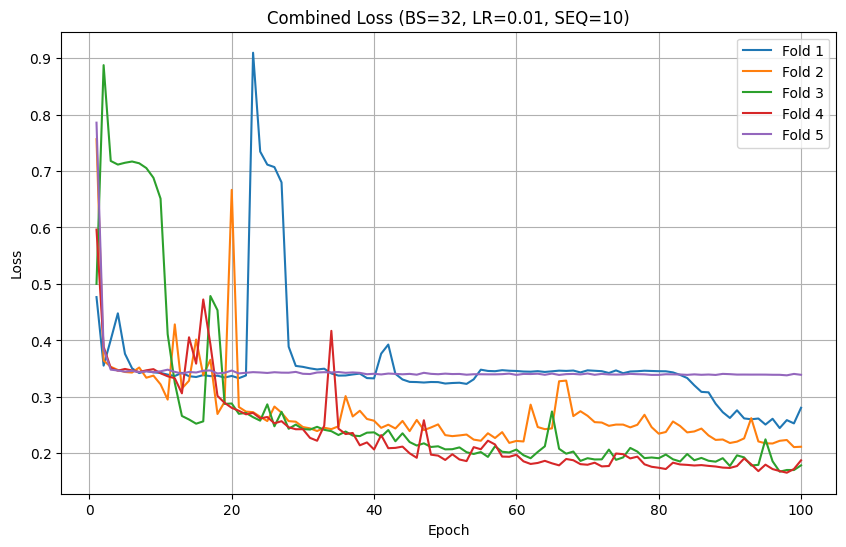 Combined Loss (BS=32, LR=0.01, SEQ=10)
Loss
0.9
0.8
0.7
0.6
0.5
0.4
0.3
0.2
Fold 1
Fold 2
Fold 3
Fold 4
Fold 5
0 20 40 60 80 100
Epoch